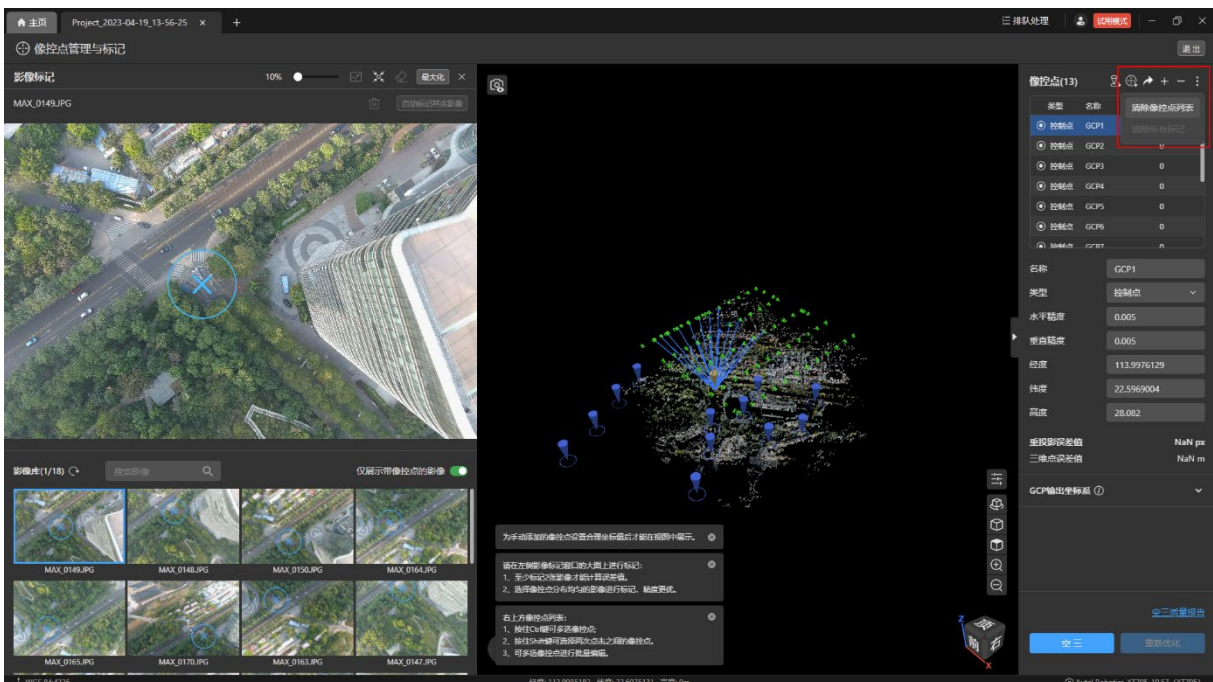 主页
Project_2023-04-19_13-56-25 × +
排队处理
试用模式
像控点管理与标记
退出
影像标记
10%
最大化
MAX_0149.JPG
自动标记并点影像
像控点(13)
类型 名称
清除像控点列表
清除所有标记
控制点 GCP1
控制点 GCP2 0
控制点 GCP3 0
控制点 GCP4 0
控制点 GCP5 0
控制点 GCP6 0
控制点 GCP7 0
名称 GCP1
类型 控制点
水平精度 0.005
垂直精度 0.005
经度 113.9976129
纬度 22.5969004
高度 28.082
重投影误差值 NaN px
三维点误差值 NaN m
GCP输出坐标系
影像库(1/18)
搜索影像
仅展示带像控点的影像
MAX_0149.JPG MAX_0148.JPG MAX_0150.JPG MAX_0164.JPG
MAX_0165.JPG MAX_0170.JPG MAX_0163.JPG MAX_0147.JPG
为手动添加的像控点设置合理坐标值后才能在视图中展示。
请在左侧影像标记窗口的大图上进行标记:
1、至少标记2张影像才能计算误差值。
2、选择像控点分布均匀的影像进行标记，精度更优。
右上方像控点列表:
1、按住Ctrl键可多选像控点;
2、按住Shift键可选择两次点击之间的像控点。
3、可多选像控点进行批量编辑。
Z
X
前
右
空三质量报告
空三
重新优化